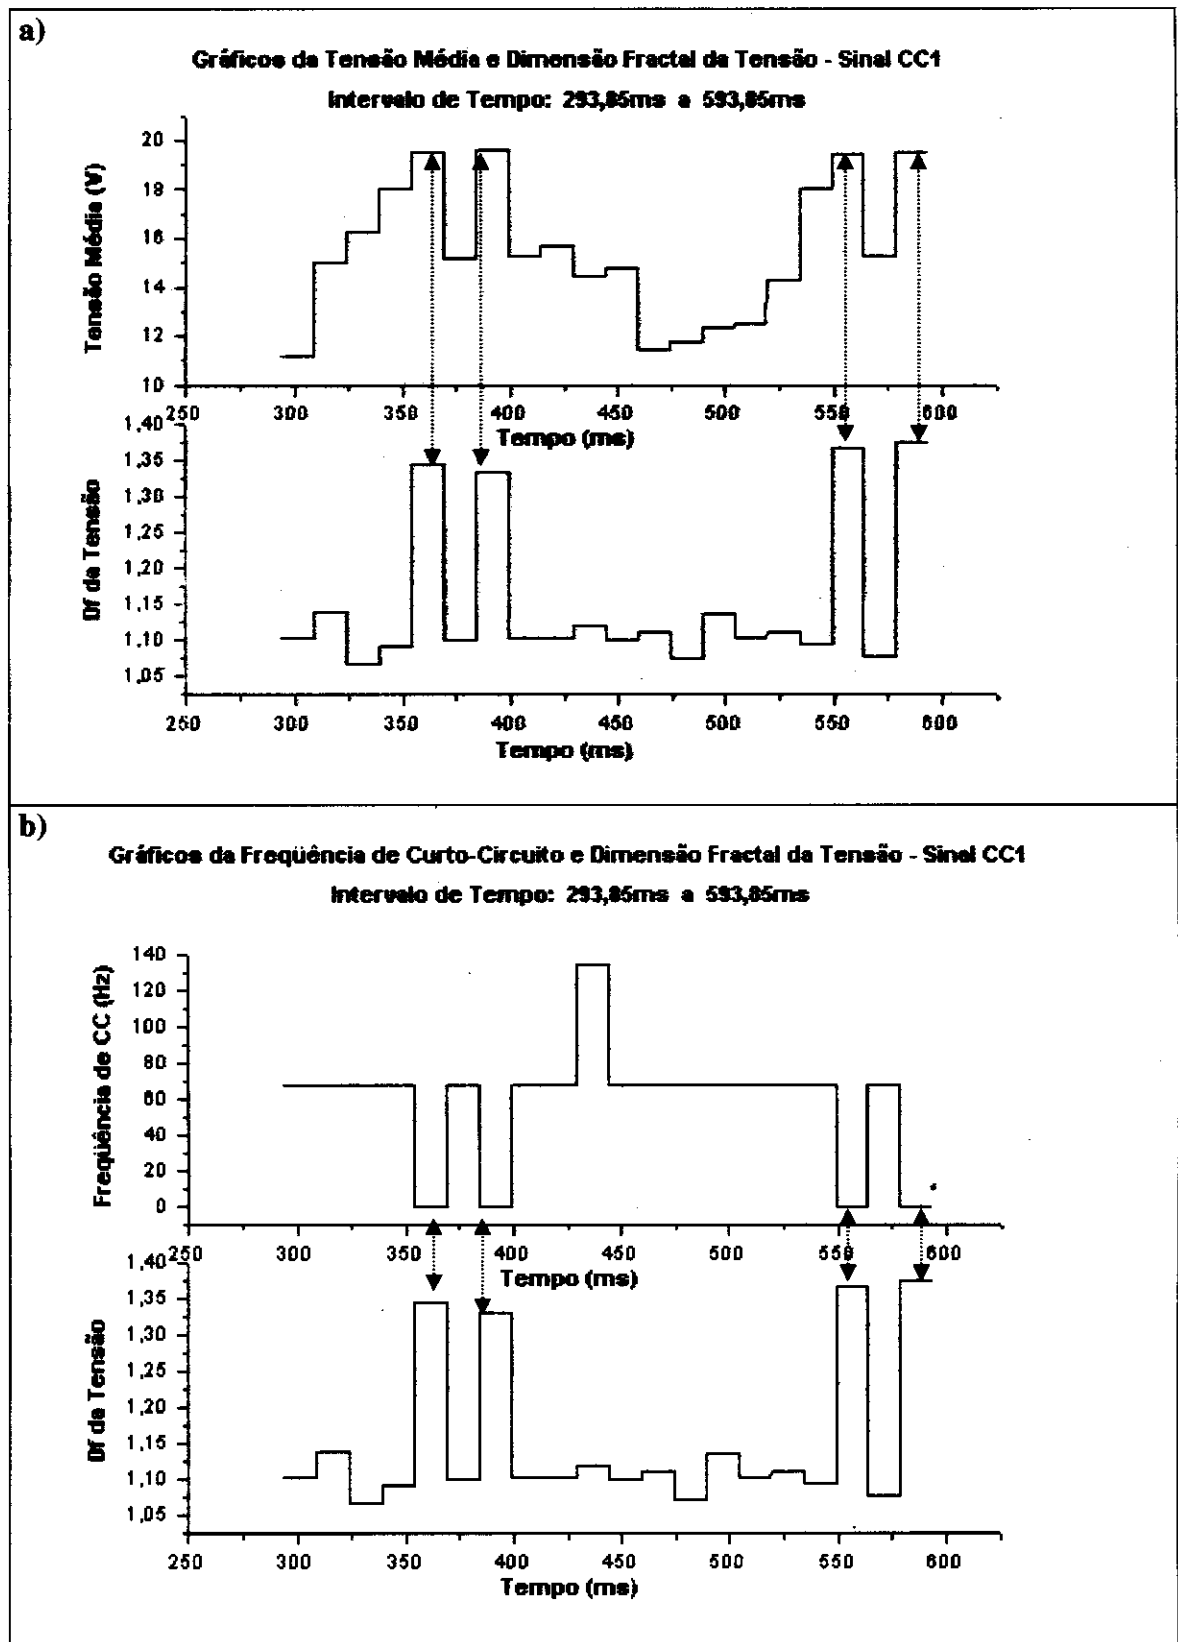 a)
Gráficos da Tensão Média e Dimensão Fractal da Tensão - Sinal CC1
Intervalo de Tempo: 293,85ms a 593,85ms
Tensão Média (V)
20
18
16
14
12
10
250 300 350 400 450 500 550 600
Tempo (ms)
Df da Tensão
1,40
1,35
1,30
1,25
1,20
1,15
1,10
1,05
250 300 350 400 450 500 550 600
Tempo (ms)
b)
Gráficos da Freqüência de Curto-Circuito e Dimensão Fractal da Tensão - Sinal CC1
Intervalo de Tempo: 293,85ms a 593,85ms
Freqüência de CC (Hz)
140
120
100
80
60
40
20
0
250 300 350 400 450 500 550 600
Tempo (ms)
Df da Tensão
1,40
1,35
1,30
1,25
1,20
1,15
1,10
1,05
250 300 350 400 450 500 550 600
Tempo (ms)